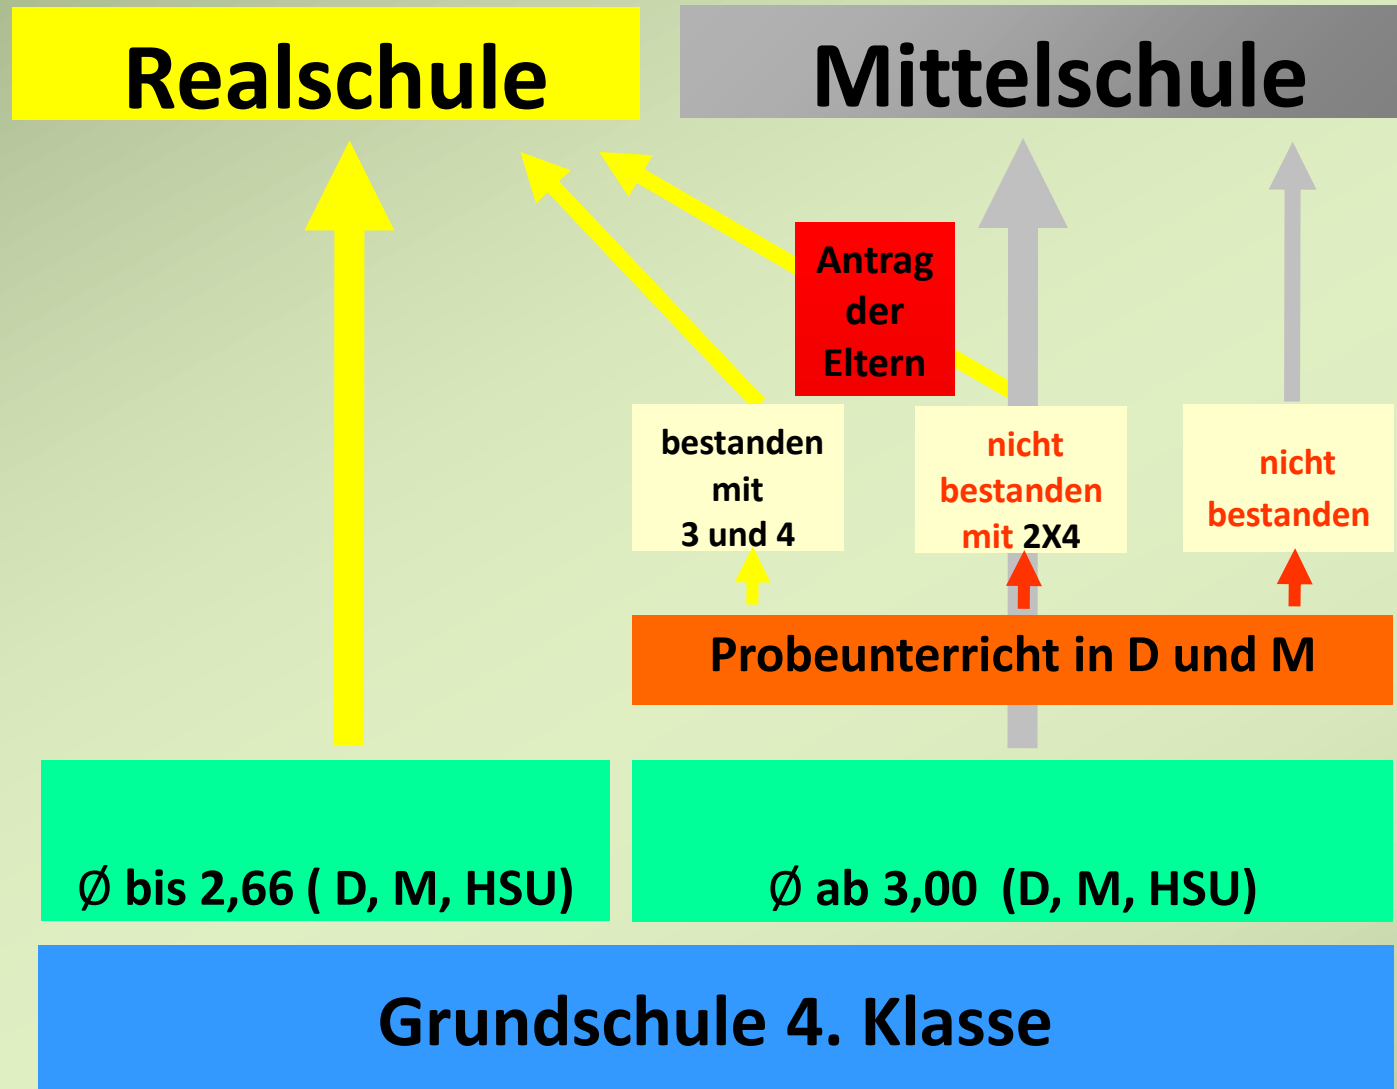 Realschule
Mittelschule
Antrag
der
Eltern
bestanden
mit
3 und 4
nicht
bestanden
mit 2X4
nicht
bestanden
Probeunterricht in D und M
Ø bis 2,66 ( D, M, HSU)
Ø ab 3,00 (D, M, HSU)
Grundschule 4. Klasse